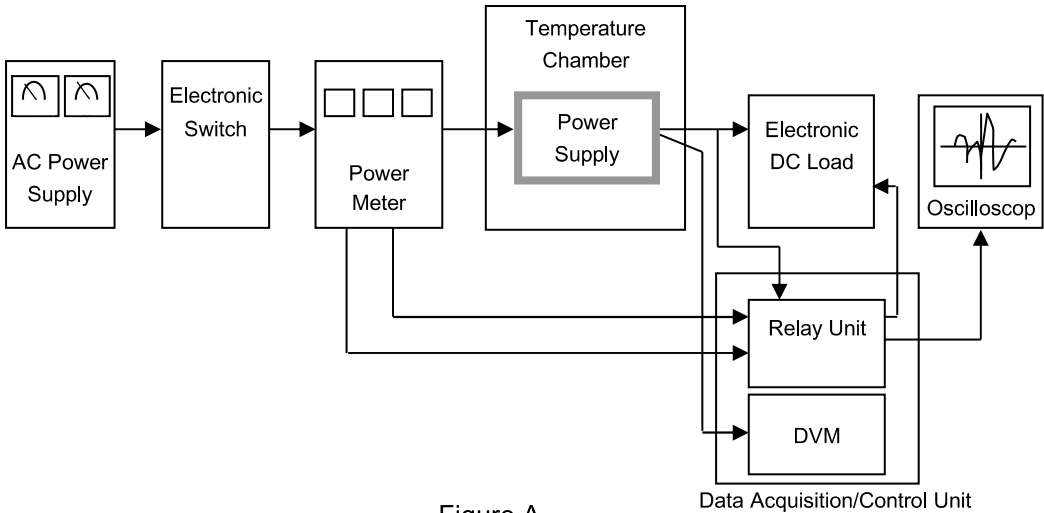 Temperature
Chamber
Electronic
Switch
Power
Supply
Electronic
DC Load
AC Power
Supply
Power
Meter
Oscilloscop
Relay Unit
DVM
Data Acquisition/Control Unit
Figure A